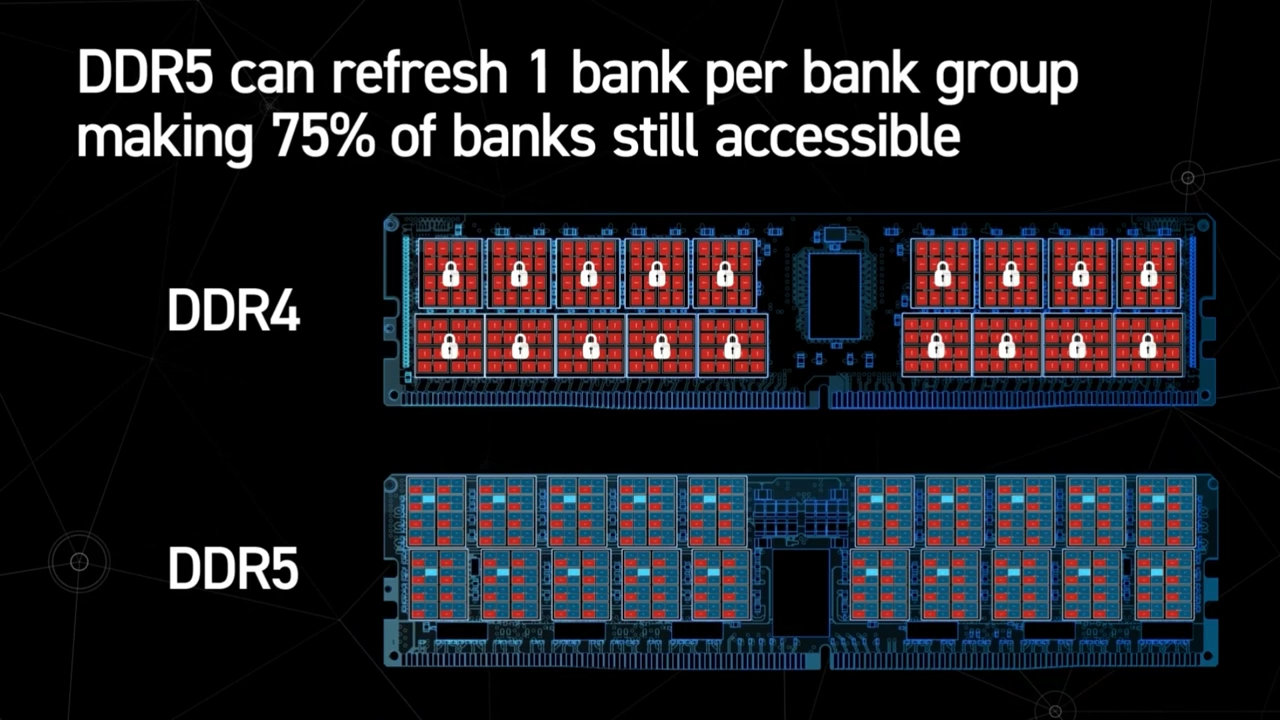 DDR5 can refresh 1 bank per bank group
making 75% of banks still accessible
DDR4
DDR5